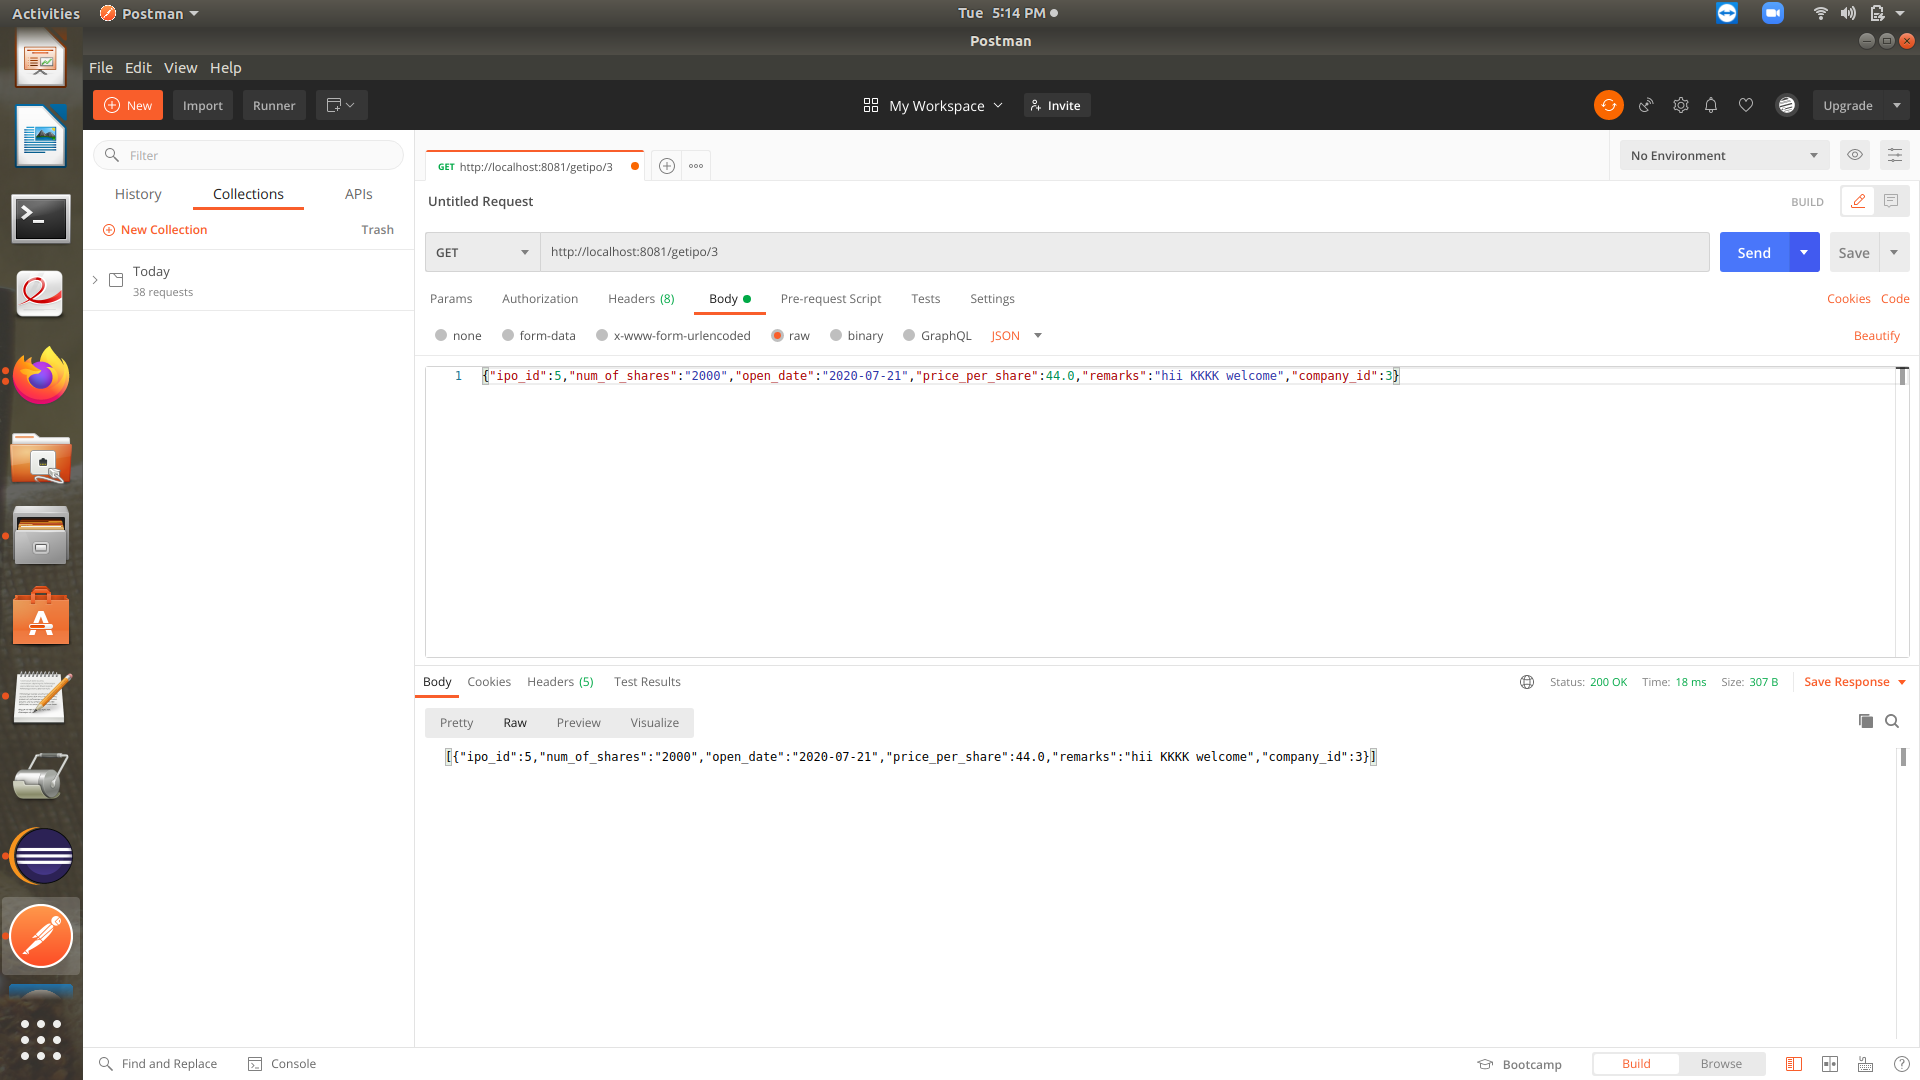 Activities Postman Tue 5:14 PM
Postman
File Edit View Help
New Import Runner My Workspace Invite Upgrade
Filter
History Collections APIs
New Collection Trash
Today
38 requests
GET http://localhost:8081/getipo/3 No Environment
Untitled Request BUILD
GET http://localhost:8081/getipo/3 Send Save
Params Authorization Headers (8) Body Pre-request Script Tests Settings Cookies Code
none form-data x-www-form-urlencoded raw binary GraphQL JSON Beautify
1 {"ipo_id":5,"num_of_shares":"2000","open_date":"2020-07-21","price_per_share":44.0,"remarks":"hii KKKK welcome","company_id":3}
Body Cookies Headers (5) Test Results Status: 200 OK Time: 18 ms Size: 307 B Save Response
Pretty Raw Preview Visualize
[{"ipo_id":5,"num_of_shares":"2000","open_date":"2020-07-21","price_per_share":44.0,"remarks":"hii KKKK welcome","company_id":3}]
Find and Replace Console Bootcamp Build Browse